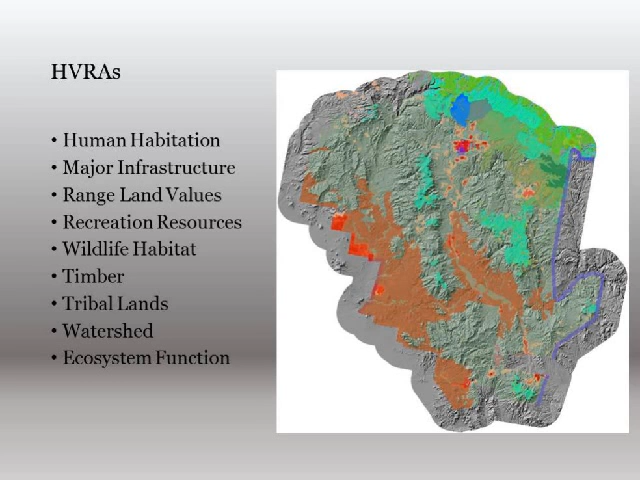 HVRAs
• Human Habitation
• Major Infrastructure
• Range Land Values
• Recreation Resources
• Wildlife Habitat
• Timber
• Tribal Lands
• Watershed
• Ecosystem Function